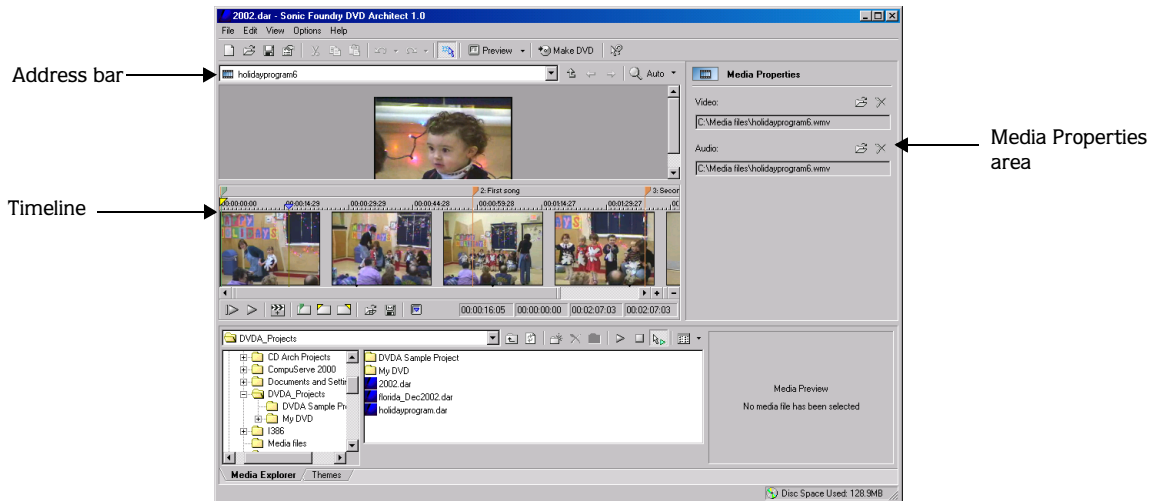 2002.dar - Sonic Foundry DVD Architect 1.0
File Edit View Options Help
Preview
Make DVD
Address bar
holidayprogram6
Auto
Media Properties
Video:
C:\Media files\holidayprogram6.wmv
Audio:
C:\Media files\holidayprogram6.wmv
Media Properties
area
2: First song
3: Secor
Timeline
00:00:00:00 00:00:14:29 00:00:29:29 00:00:44:28 00:00:59:28 00:01:14:27 00:01:29:27 00
HAPPY
HOLIDAYS
00:00:16:05 00:00:00:00 00:02:07:03 00:02:07:03
DVDA_Projects
CD Arch Projects
CompuServe 2000
Documents and Settin
DVDA_Projects
DVDA Sample Pro
My DVD
I386
Media files
DVDA Sample Project
My DVD
2002.dar
florida_Dec2002.dar
holidayprogram.dar
Media Preview
No media file has been selected
Media Explorer Themes
Disc Space Used: 128.9MB